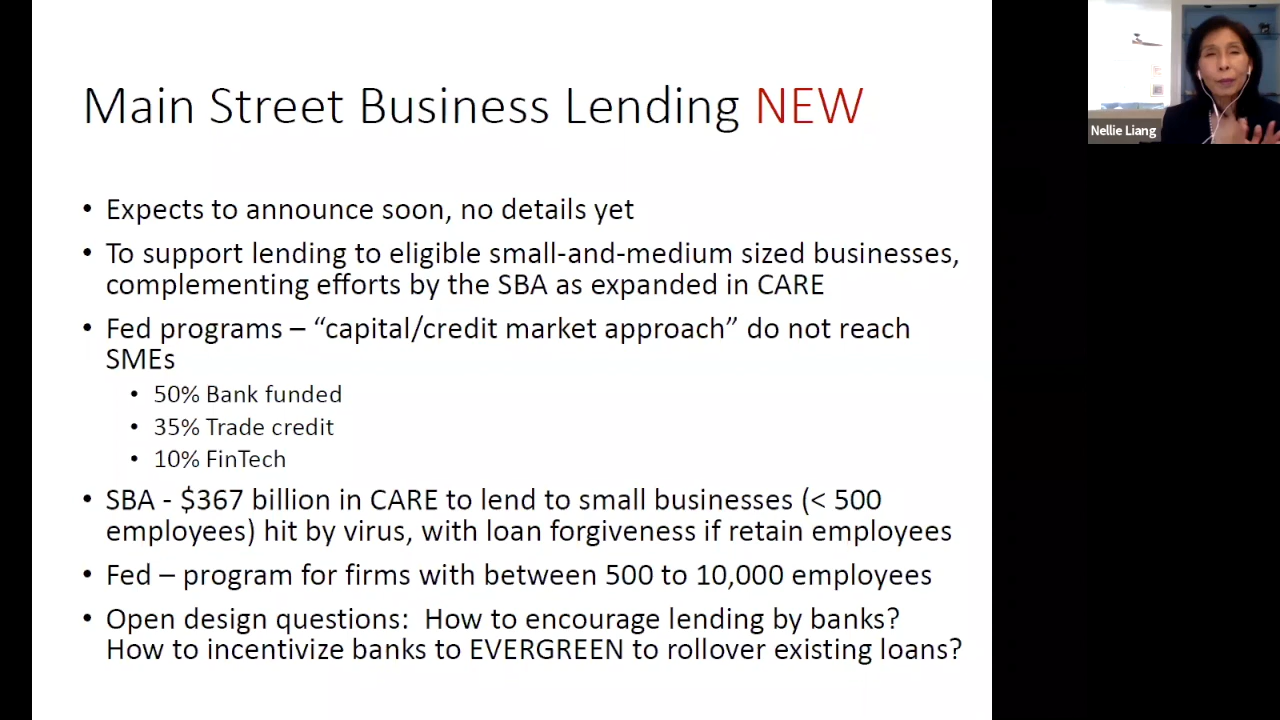 Main Street Business Lending NEW
• Expects to announce soon, no details yet
• To support lending to eligible small-and-medium sized businesses,
complementing efforts by the SBA as expanded in CARE
• Fed programs – “capital/credit market approach” do not reach
SMEs
• 50% Bank funded
• 35% Trade credit
• 10% FinTech
• SBA - $367 billion in CARE to lend to small businesses (< 500
employees) hit by virus, with loan forgiveness if retain employees
• Fed – program for firms with between 500 to 10,000 employees
• Open design questions:  How to encourage lending by banks?
How to incentivize banks to EVERGREEN to rollover existing loans?
Nellie Liang